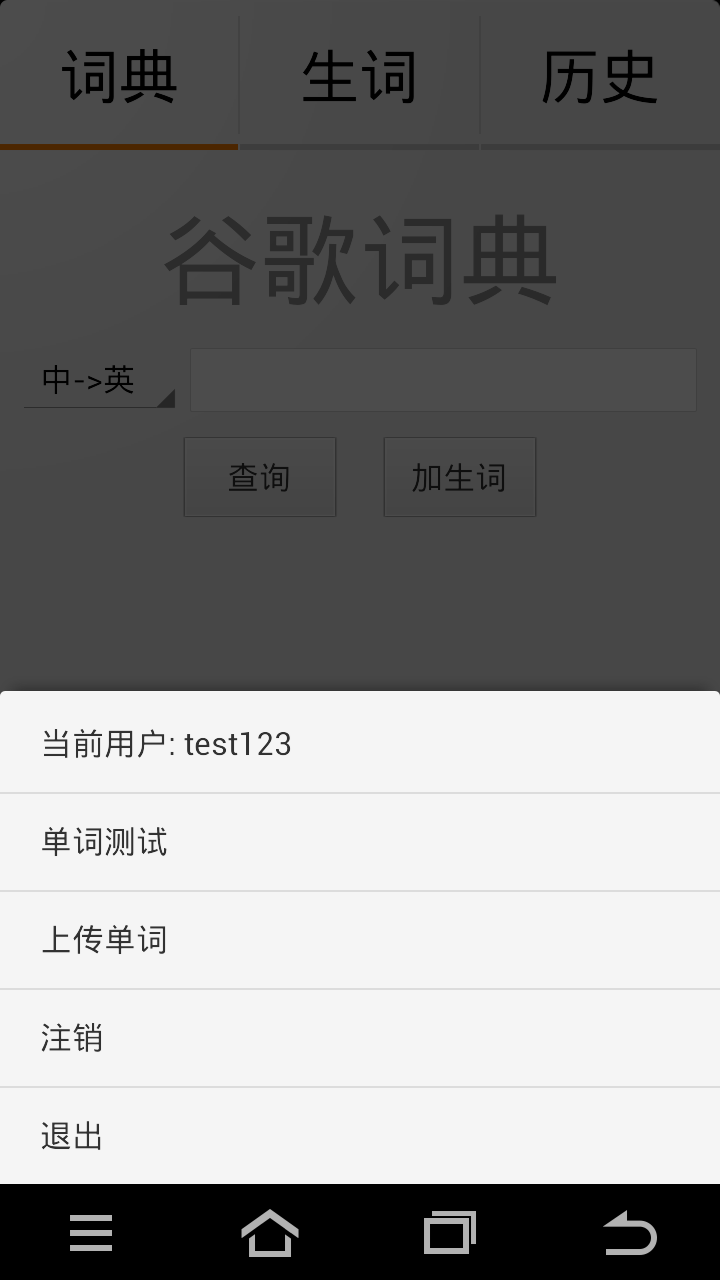 词典 生词 历史
谷歌词典
中->英
查询 加生词
当前用户: test123
单词测试
上传单词
注销
退出